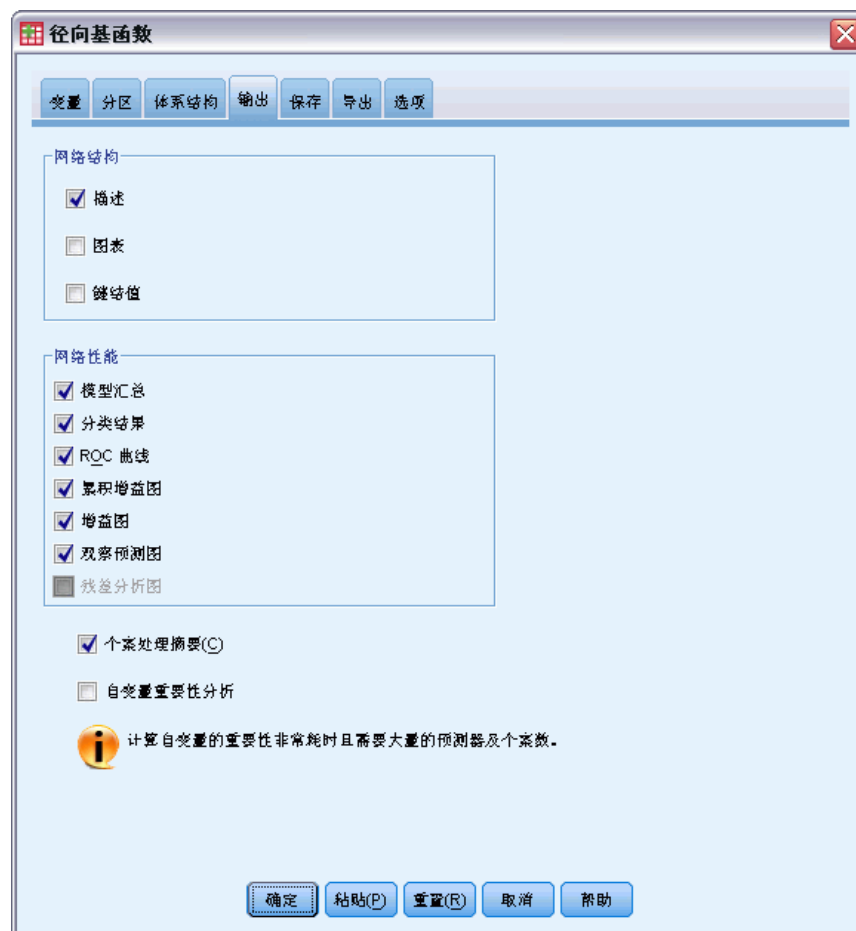 径向基函数
变量 分区 体系结构 输出 保存 导出 选项
网络结构
描述
图表
键结值
网络性能
模型汇总
分类结果
ROC 曲线
累积增益图
增益图
观察预测图
残差分析图
个案处理摘要(C)
自变量重要性分析
计算自变量的重要性非常耗时且需要大量的预测器及个案数。
确定 粘贴(P) 重置(R) 取消 帮助